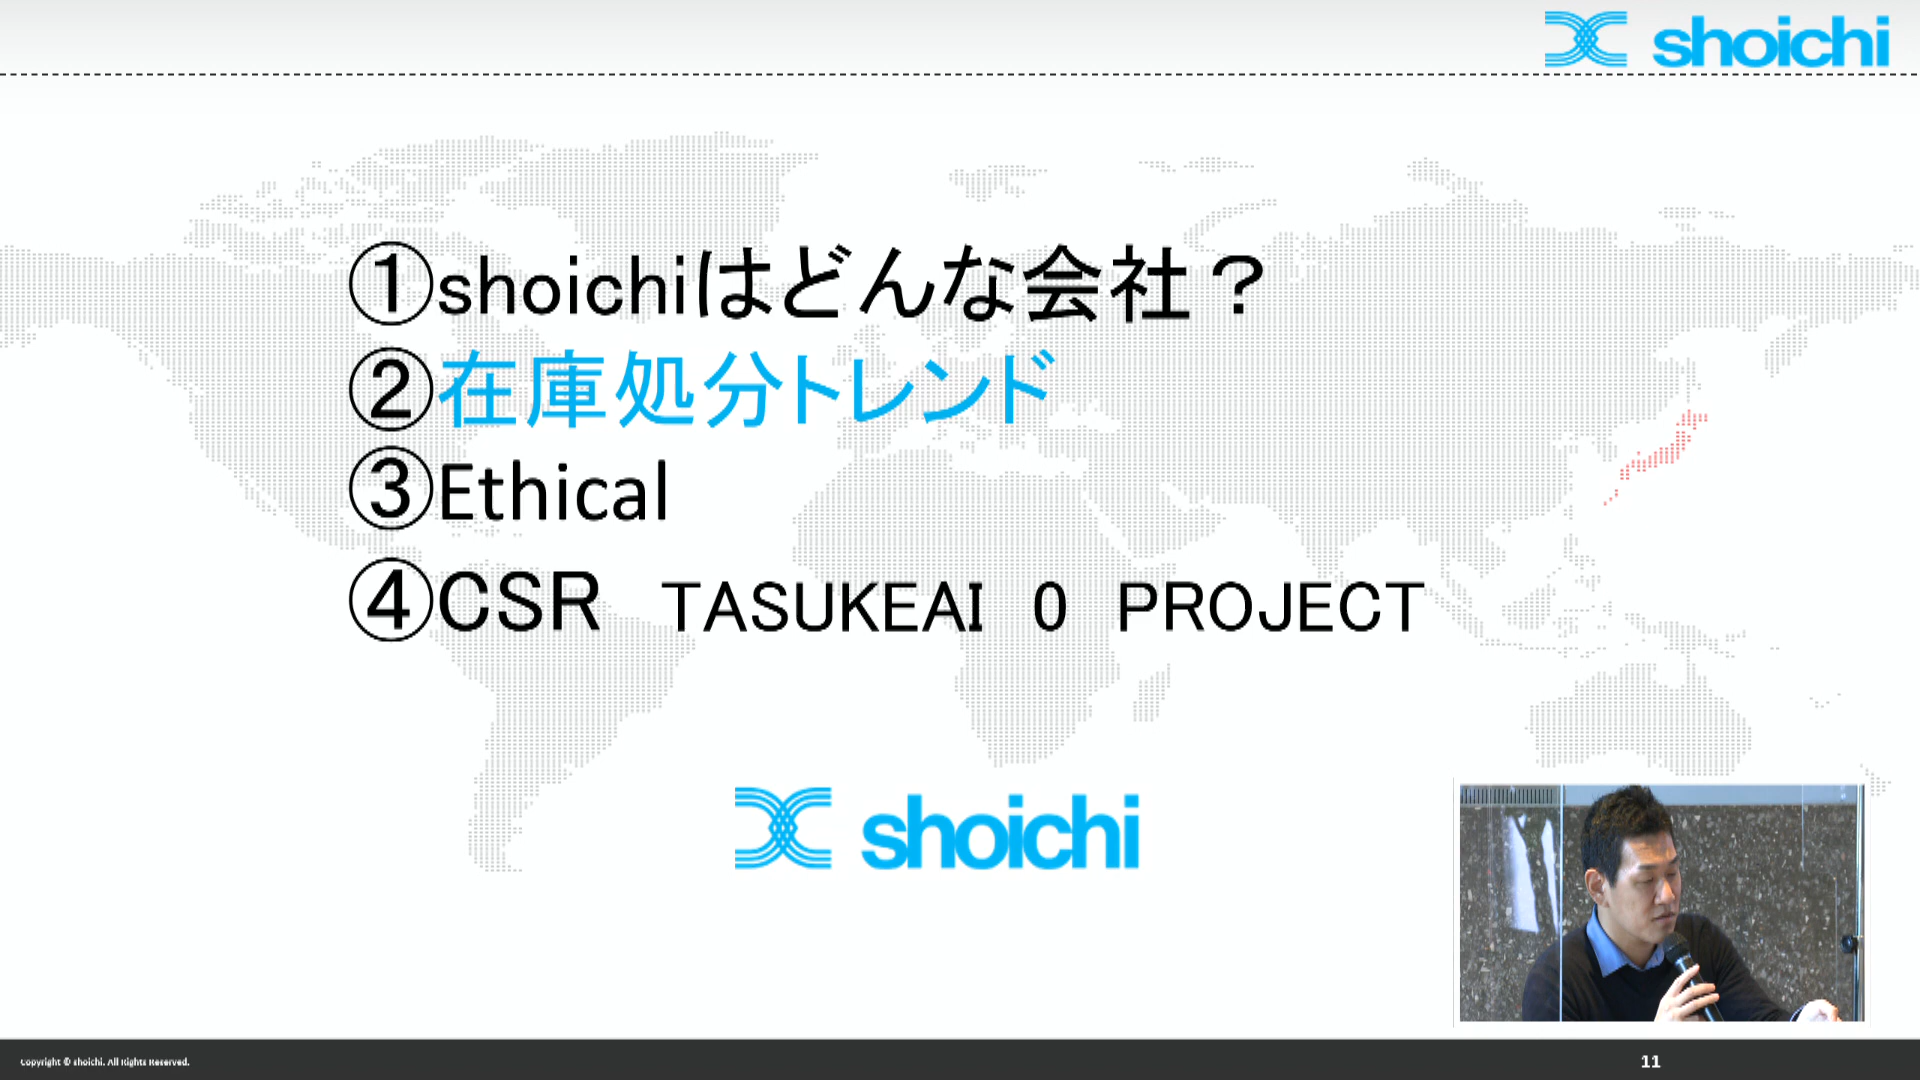 shoichi
①shoichiはどんな会社？
②在庫処分トレンド
③Ethical
④CSR　TASUKEAI　0　PROJECT
shoichi
Copyright © shoichi. All Rights Reserved.
11